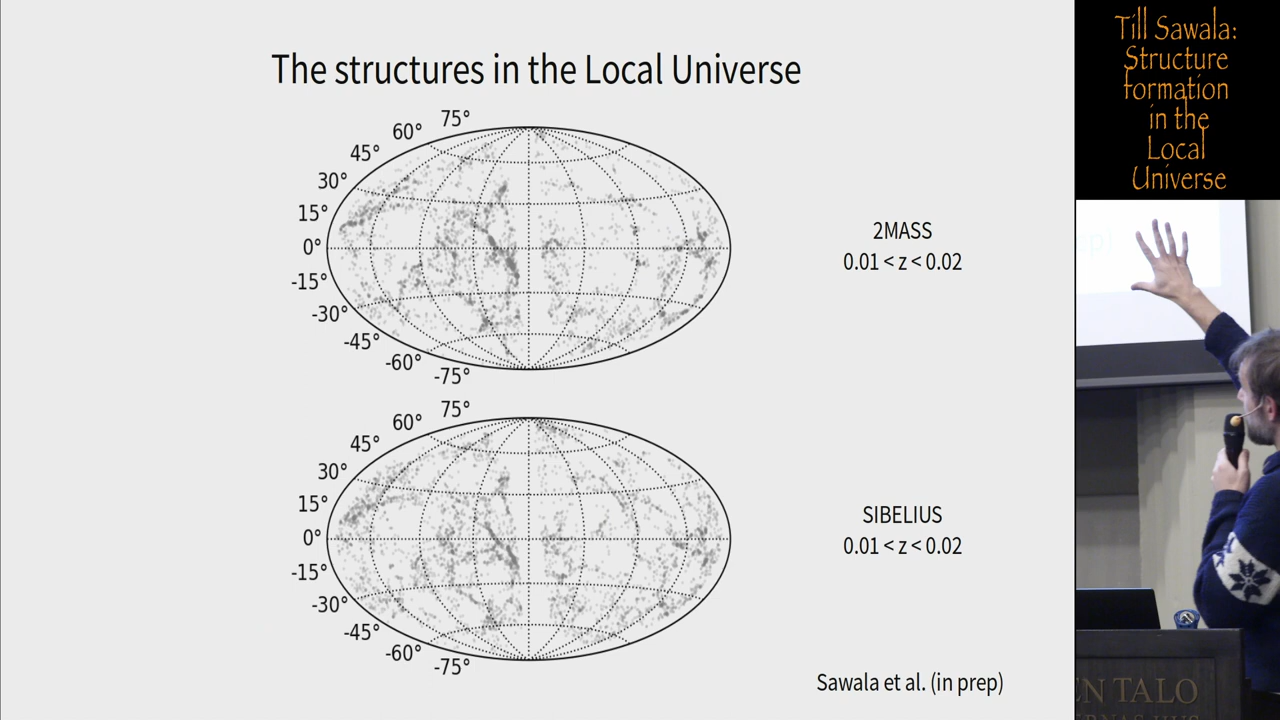 The structures in the Local Universe
75°
60°
45°
30°
15°
0°
-15°
-30°
-45°
-60°
-75°
2MASS
0.01 < z < 0.02
75°
60°
45°
30°
15°
0°
-15°
-30°
-45°
-60°
-75°
SIBELIUS
0.01 < z < 0.02
Sawala et al. (in prep)
Till Sawala:
Structure
formation
in the
Local
Universe
EN TALO